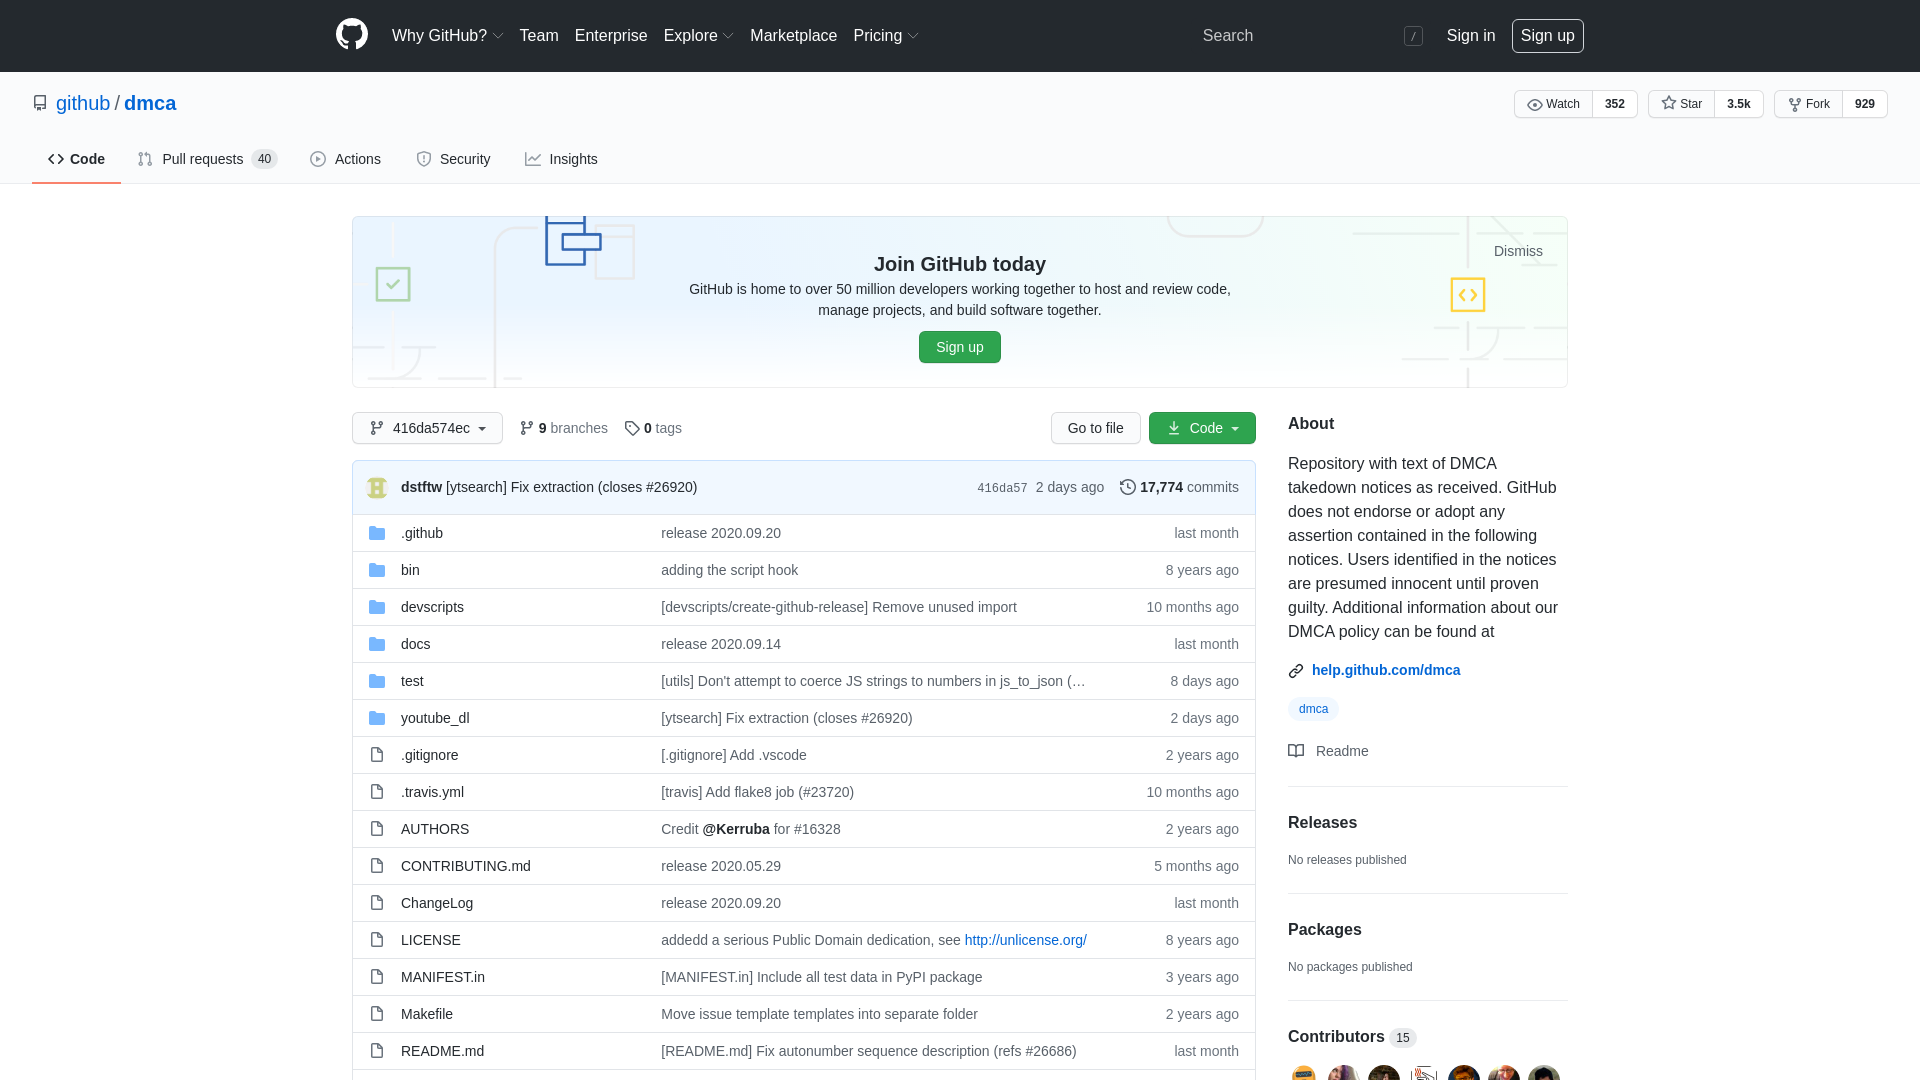 Why GitHub? Team Enterprise Explore Marketplace Pricing Search / Sign in Sign up
github / dmca Watch 352 Star 3.5k Fork 929
Code Pull requests 40 Actions Security Insights
Join GitHub today
Dismiss
GitHub is home to over 50 million developers working together to host and review code,
manage projects, and build software together.
Sign up
416da574ec 9 branches 0 tags Go to file Code
dstftw [ytsearch] Fix extraction (closes #26920) 416da57 2 days ago 17,774 commits
.github release 2020.09.20 last month
bin adding the script hook 8 years ago
devscripts [devscripts/create-github-release] Remove unused import 10 months ago
docs release 2020.09.14 last month
test [utils] Don't attempt to coerce JS strings to numbers in js_to_json (… 8 days ago
youtube_dl [ytsearch] Fix extraction (closes #26920) 2 days ago
.gitignore [.gitignore] Add .vscode 2 years ago
.travis.yml [travis] Add flake8 job (#23720) 10 months ago
AUTHORS Credit @Kerruba for #16328 2 years ago
CONTRIBUTING.md release 2020.05.29 5 months ago
ChangeLog release 2020.09.20 last month
LICENSE addedd a serious Public Domain dedication, see http://unlicense.org/ 8 years ago
MANIFEST.in [MANIFEST.in] Include all test data in PyPI package 3 years ago
Makefile Move issue template templates into separate folder 2 years ago
README.md [README.md] Fix autonumber sequence description (refs #26686) last month
About
Repository with text of DMCA
takedown notices as received. GitHub
does not endorse or adopt any
assertion contained in the following
notices. Users identified in the notices
are presumed innocent until proven
guilty. Additional information about our
DMCA policy can be found at
help.github.com/dmca
dmca
Readme
Releases
No releases published
Packages
No packages published
Contributors 15